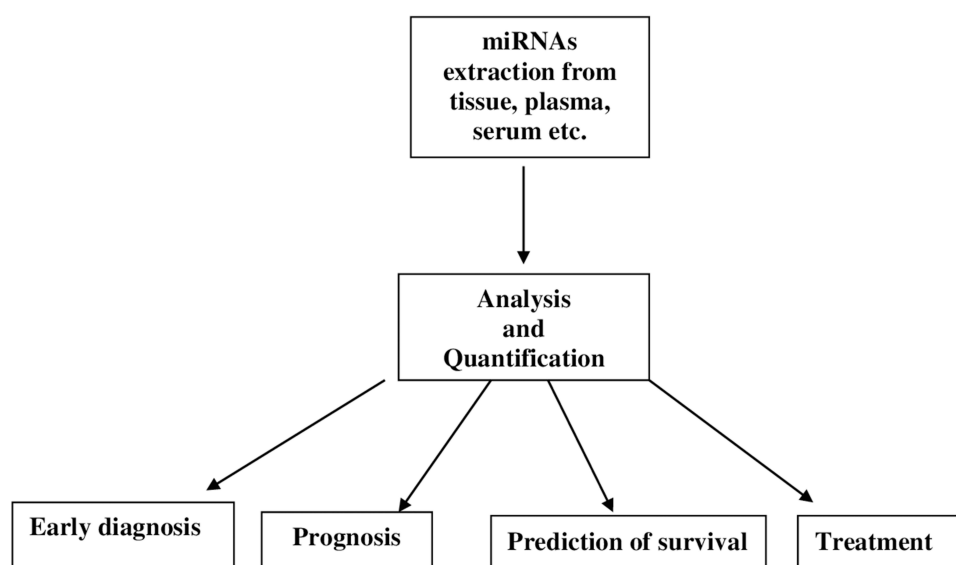 miRNAs
extraction from
tissue, plasma,
serum etc.
Analysis
and
Quantification
Early diagnosis
Prognosis
Prediction of survival
Treatment